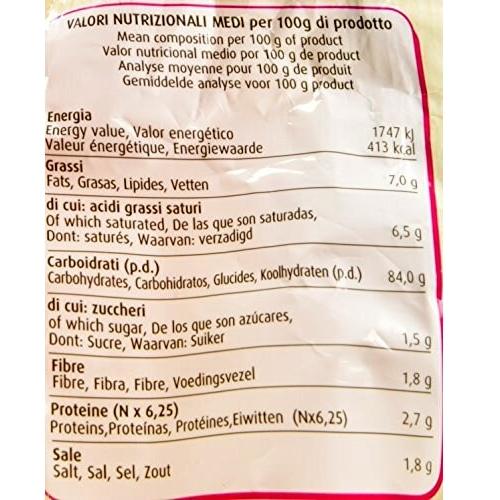 VALORI NUTRIZIONALI MEDI per 100g di prodotto
Mean composition per 100 g of product
Valor nutricional medio por 100 g de product
Analyse moyenne pour 100 g de produit
Gemiddelde analyse voor 100 g product
Energia
Energy value, Valor energético
Valeur énergétique, Energiewaarde
1747 kJ
413 kcal
Grassi
Fats, Grasas, Lipides, Vetten
7,0 g
di cui: acidi grassi saturi
Of which saturated, De las que son saturadas,
Dont: saturés, Waarvan: verzadigd
6,5 g
Carboidrati (p.d.)
Carbohydrates, Carbohidratos, Glucides, Koolhydraten (p.d.)
84,0 g
di cui: zuccheri
of which sugar, De los que son azúcares,
Dont: Sucre, Waarvan: Suiker
1,5 g
Fibre
Fibre, Fibra, Fibre, Voedingsvezel
1,8 g
Proteine (N x 6,25)
Proteins,Proteínas, Protéines,Eiwitten (Nx6,25)
2,7 g
Sale
Salt, Sal, Sel, Zout
1,8 g